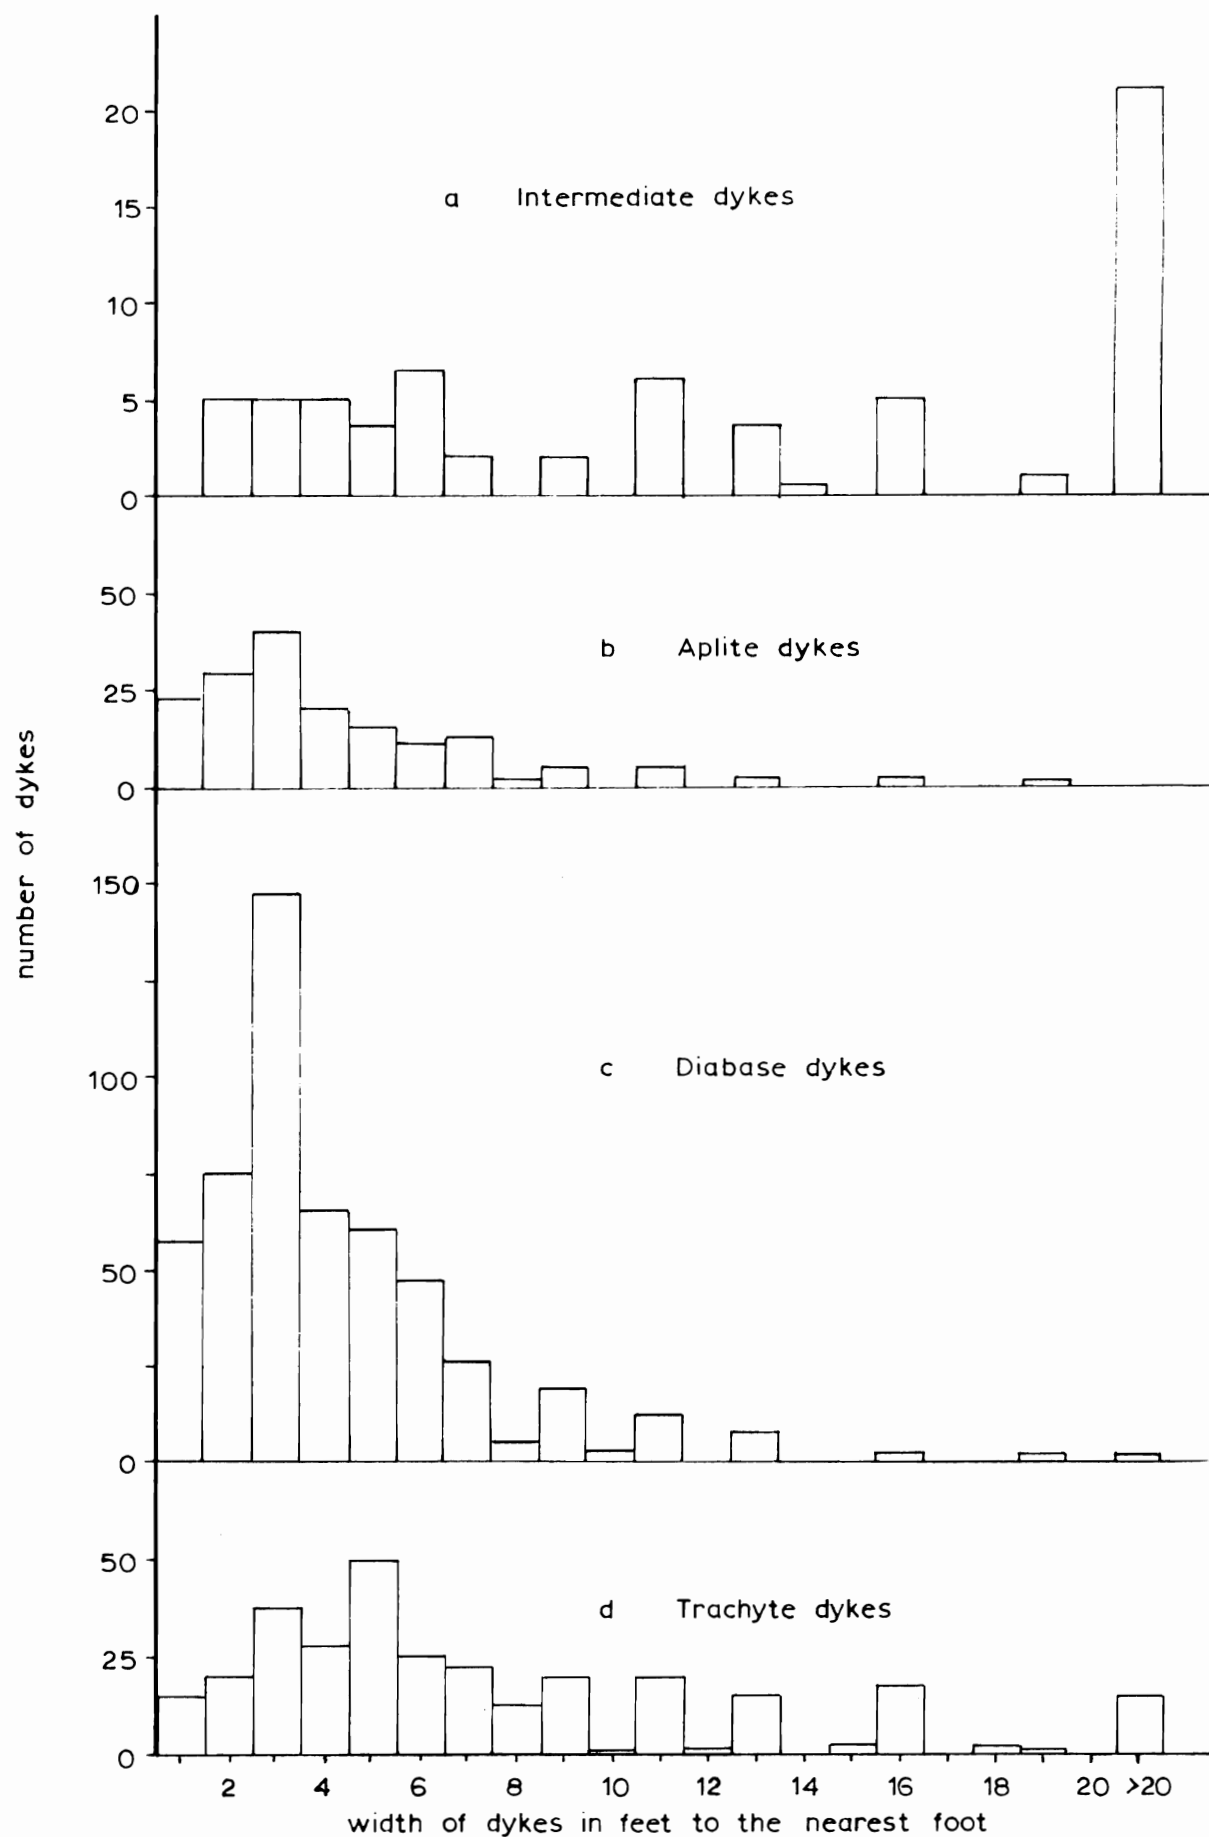 20
15
10
5
0
a Intermediate dykes
50
25
0
b Aplite dykes
150
100
50
0
c Diabase dykes
50
25
0
d Trachyte dykes
number of dykes
2 4 6 8 10 12 14 16 18 20 >20
width of dykes in feet to the nearest foot